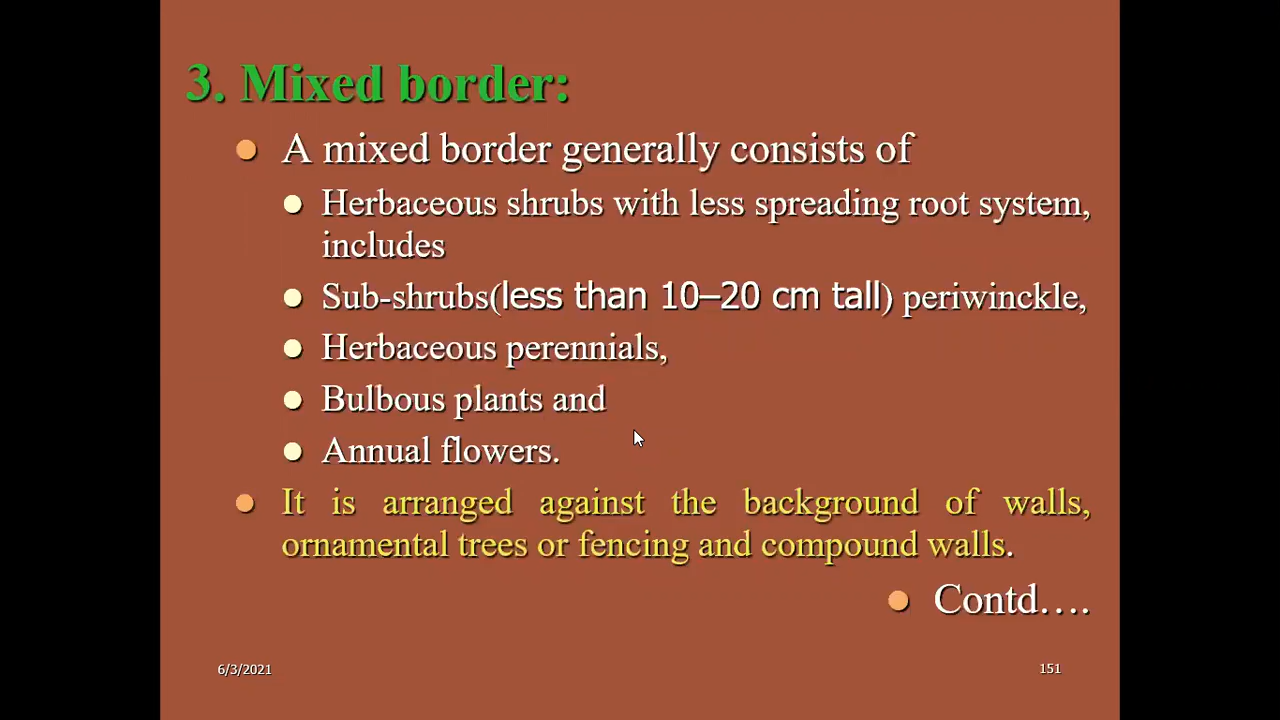 3. Mixed border:
A mixed border generally consists of
Herbaceous shrubs with less spreading root system,
includes
Sub-shrubs(less than 10–20 cm tall) periwinckle,
Herbaceous perennials,
Bulbous plants and
Annual flowers.
It is arranged against the background of walls,
ornamental trees or fencing and compound walls.
Contd….
6/3/2021
151